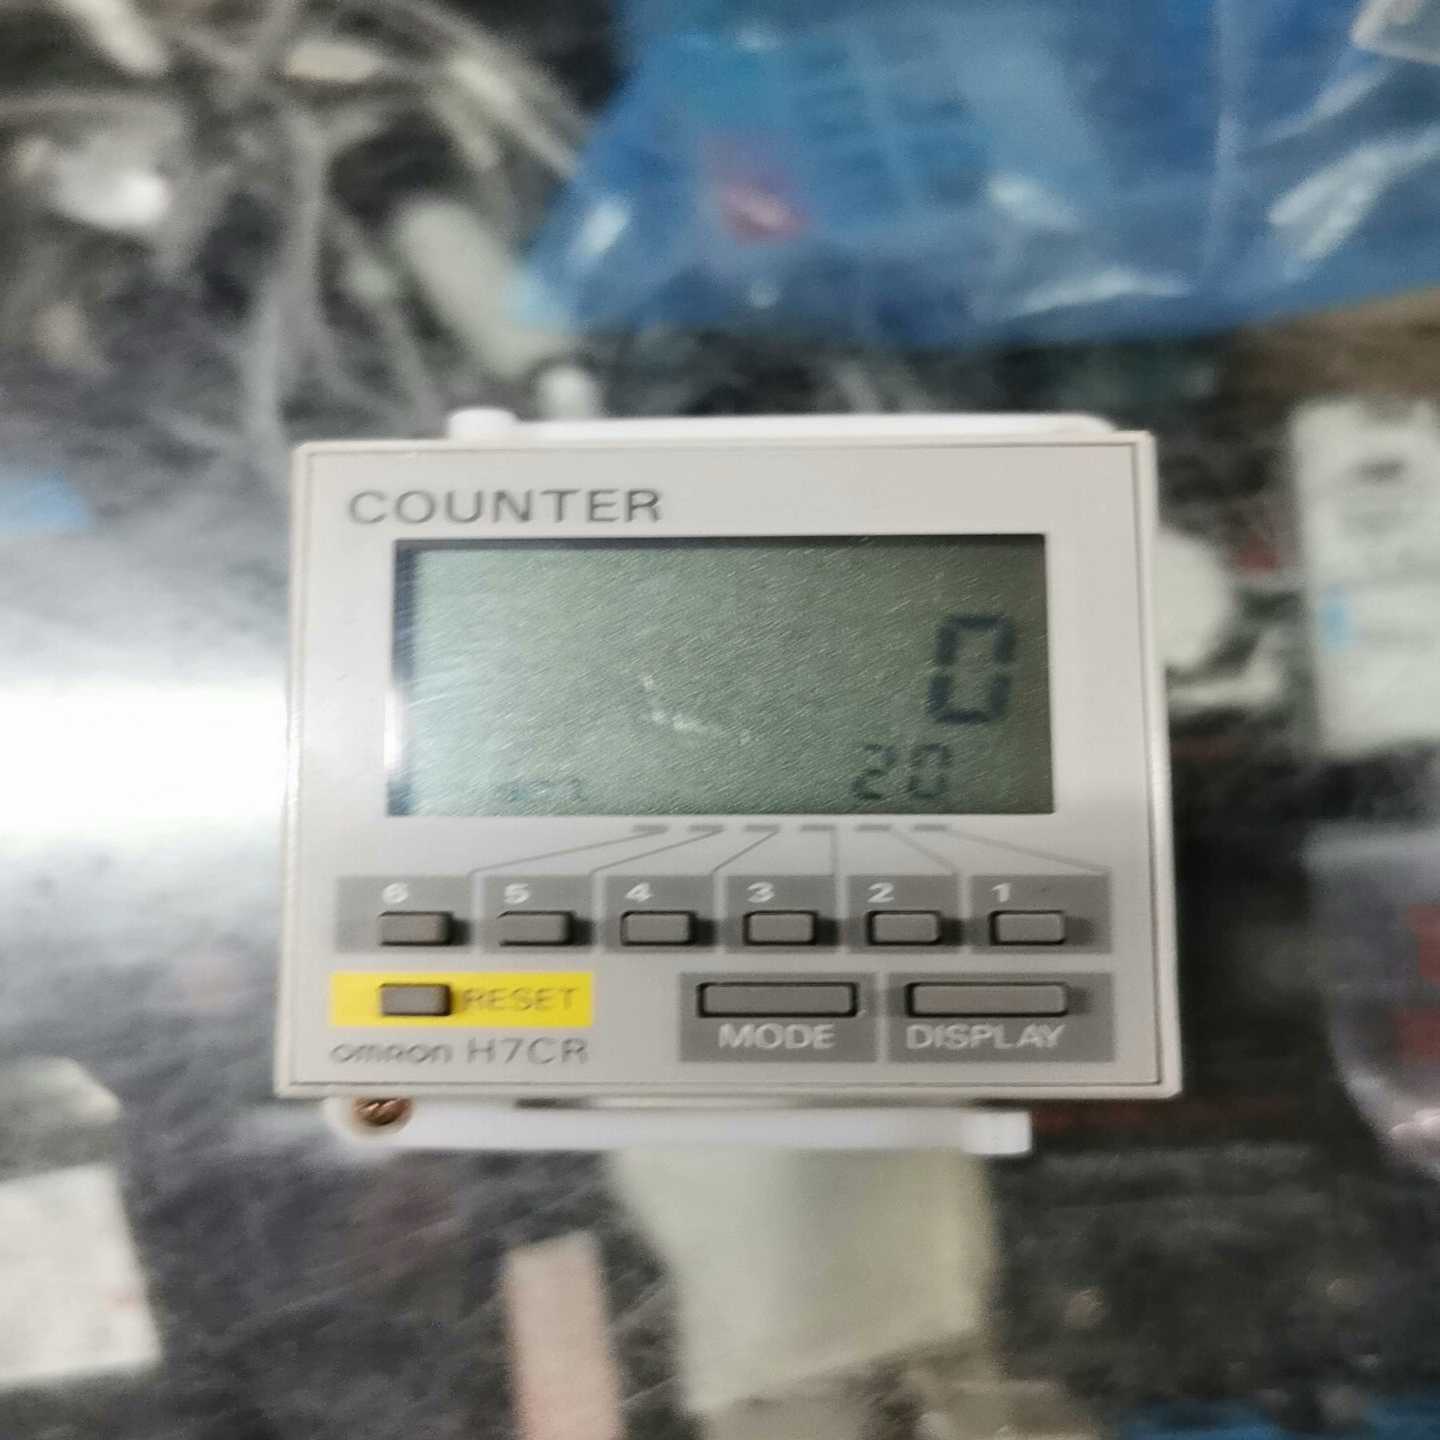 COUNTER
0
20
6 5 4 3 2 1
RESET
omron H7CR
MODE DISPLAY